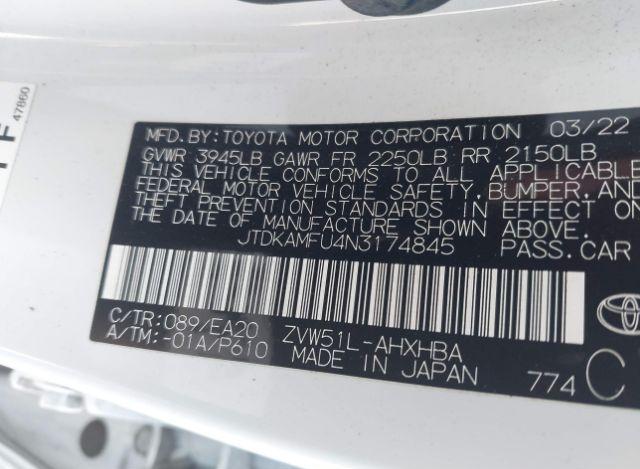 47860
MFD.BY:TOYOTA MOTOR CORPORATION 03/22
GVWR 3945LB GAWR FR 2250LB RR 2150LB
THIS VEHICLE CONFORMS TO ALL APPLICABLE
FEDERAL MOTOR VEHICLE SAFETY,BUMPER,AND
THEFT PREVENTION STANDARDS IN EFFECT ON
THE DATE OF MANUFACTURE SHOWN ABOVE.
JTDKAMFU4N3174845 PASS.CAR
C/TR:089/EA20 ZVW51L-AHXHBA
A/TM:-01A/P610 MADE IN JAPAN
774 C